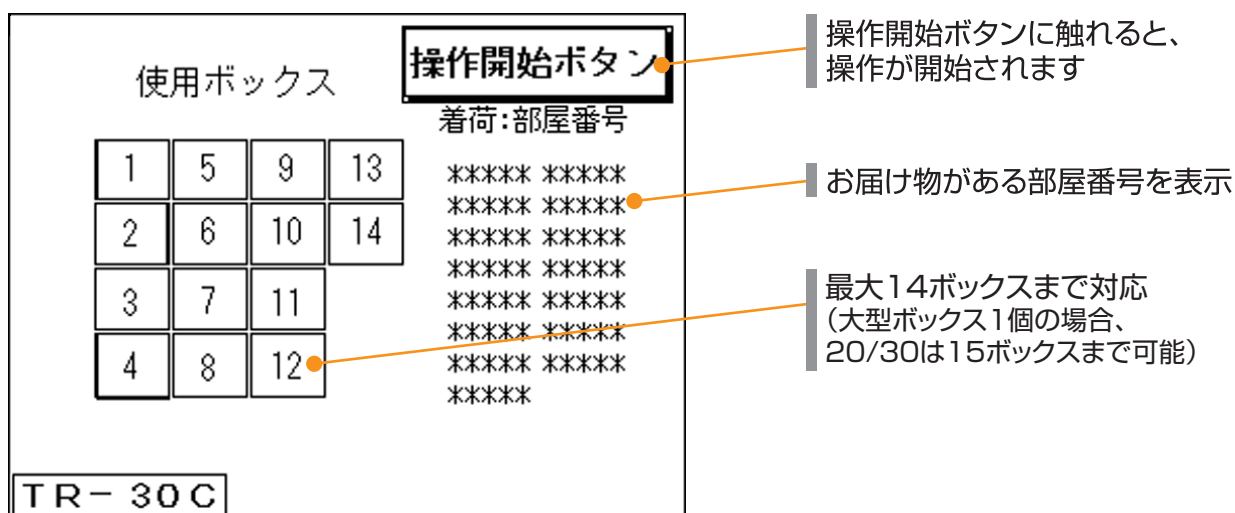 操作開始ボタン
使用ボックス
着荷:部屋番号
1 5 9 13
2 6 10 14
3 7 11
4 8 12
***** *****
***** *****
***** *****
***** *****
***** *****
***** *****
***** *****
*****
TR-30C
操作開始ボタンに触れると、
操作が開始されます
お届け物がある部屋番号を表示
最大14ボックスまで対応
(大型ボックス1個の場合、
20/30は15ボックスまで可能)